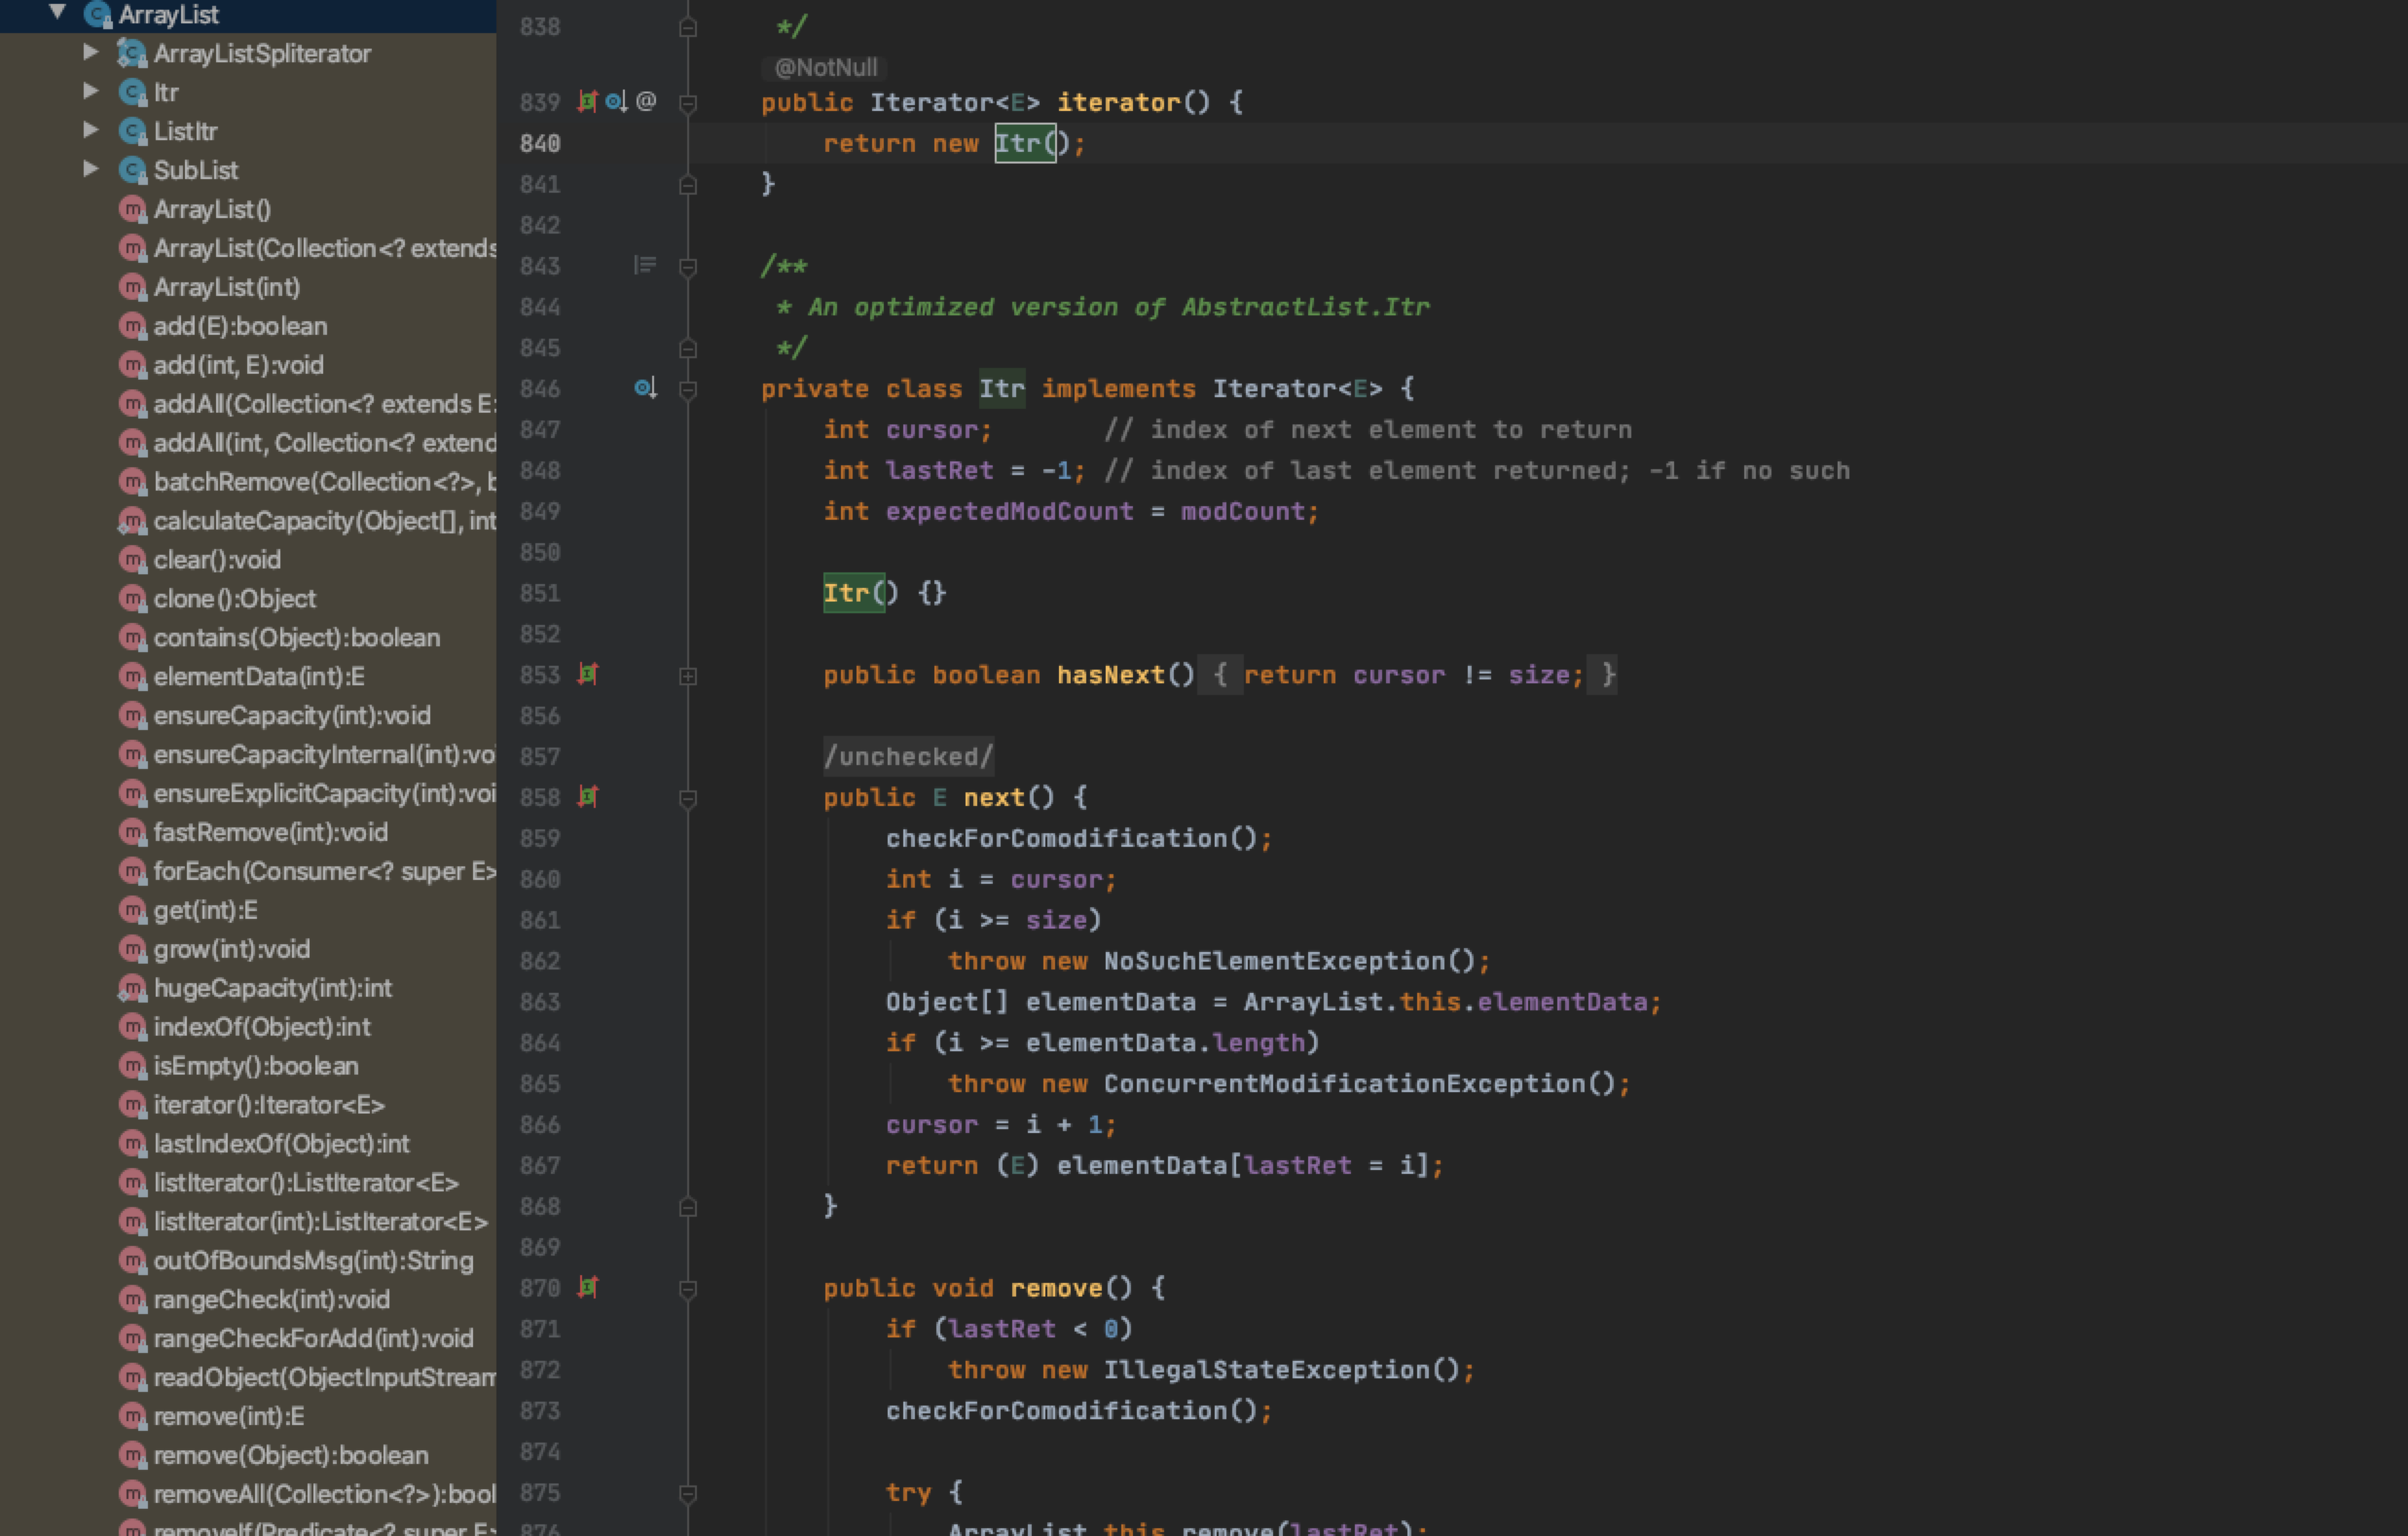 ArrayList
ArrayListSpliterator
Itr
ListItr
SubList
ArrayList()
ArrayList(Collection<? extends
ArrayList(int)
add(E):boolean
add(int, E):void
addAll(Collection<? extends E
addAll(int, Collection<? extend
batchRemove(Collection<?>, b
calculateCapacity(Object[], int
clear():void
clone():Object
contains(Object):boolean
elementData(int):E
ensureCapacity(int):void
ensureCapacityInternal(int):vo
ensureExplicitCapacity(int):voi
fastRemove(int):void
forEach(Consumer<? super E>
get(int):E
grow(int):void
hugeCapacity(int):int
indexOf(Object):int
isEmpty():boolean
iterator():Iterator<E>
lastIndexOf(Object):int
listIterator():ListIterator<E>
listIterator(int):ListIterator<E>
outOfBoundsMsg(int):String
rangeCheck(int):void
rangeCheckForAdd(int):void
readObject(ObjectInputStream
remove(int):E
remove(Object):boolean
removeAll(Collection<?>):bool
removeIf(Predicate<? super E>
838 */
@NotNull
839 @ public Iterator<E> iterator() {
840 return new Itr();
841 }
842
843 /**
844 * An optimized version of AbstractList.Itr
845 */
846 private class Itr implements Iterator<E> {
847 int cursor; // index of next element to return
848 int lastRet = -1; // index of last element returned; -1 if no such
849 int expectedModCount = modCount;
850
851 Itr() {}
852
853 public boolean hasNext() { return cursor != size; }
856
857 /unchecked/
858 public E next() {
859 checkForComodification();
860 int i = cursor;
861 if (i >= size)
862 throw new NoSuchElementException();
863 Object[] elementData = ArrayList.this.elementData;
864 if (i >= elementData.length)
865 throw new ConcurrentModificationException();
866 cursor = i + 1;
867 return (E) elementData[lastRet = i];
868 }
869
870 public void remove() {
871 if (lastRet < 0)
872 throw new IllegalStateException();
873 checkForComodification();
874
875 try {
876 ArrayList.this.remove(lastRet);